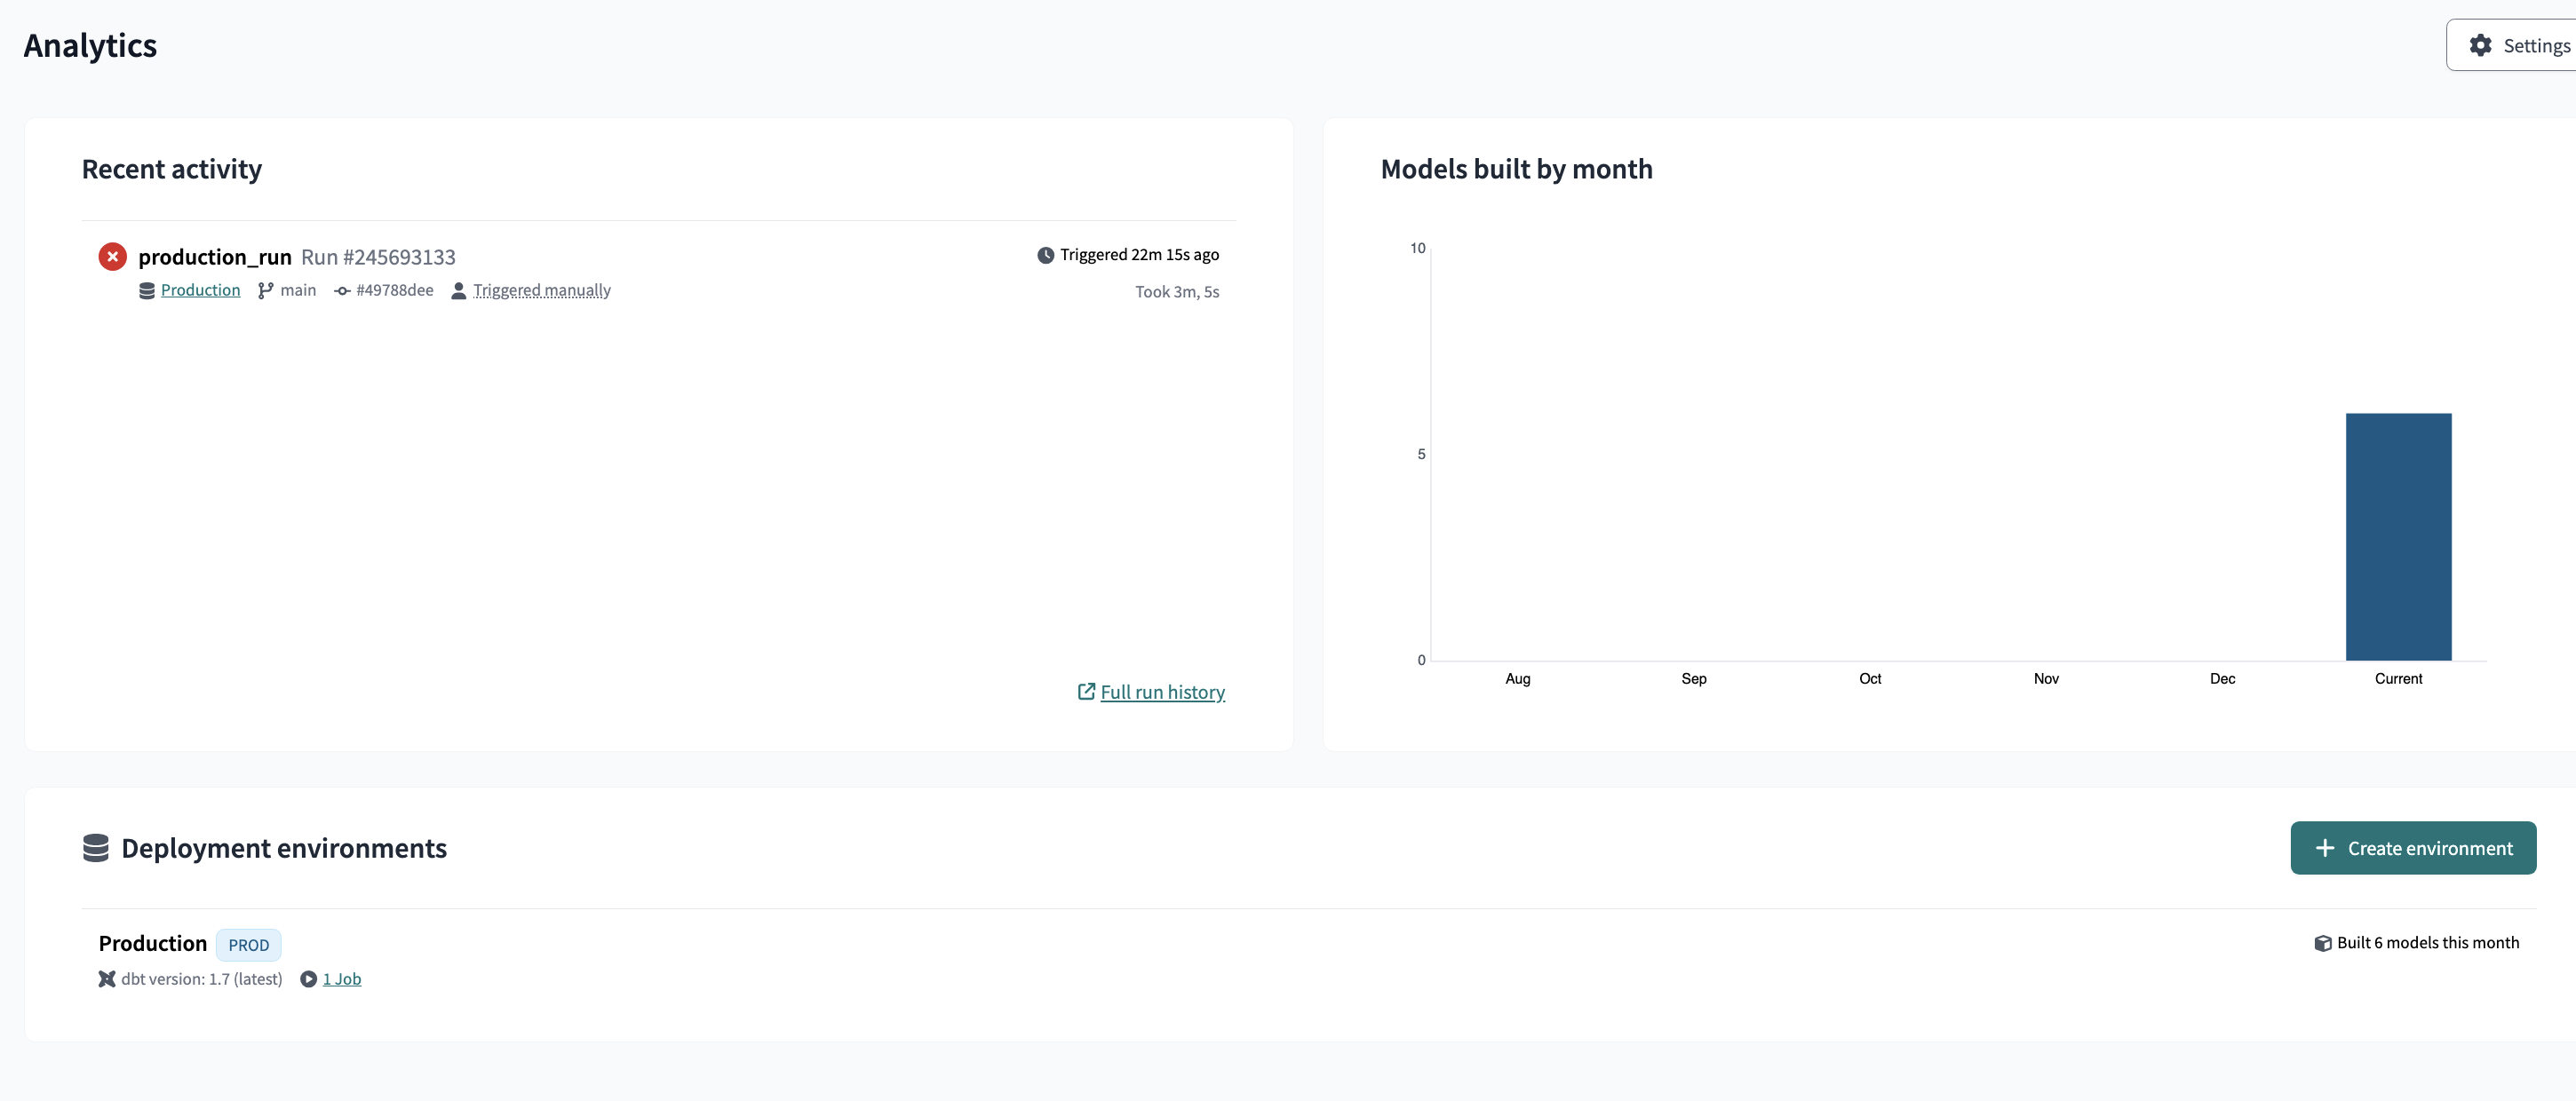 Analytics
Settings
Recent activity
production_run Run #245693133
Triggered 22m 15s ago
Production main #49788dee Triggered manually
Took 3m, 5s
Full run history
Models built by month
10
5
0
Aug Sep Oct Nov Dec Current
Deployment environments
Create environment
Production PROD
Built 6 models this month
dbt version: 1.7 (latest) 1 Job